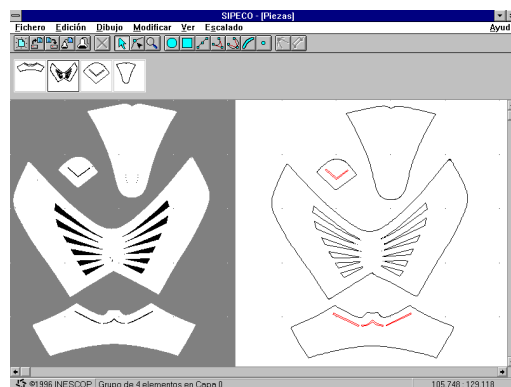 SIPECO - [Piezas]
Fichero Edición Dibujo Modificar Ver Escalado Ayud
©1996 INESCOP Grupo de 4 elementos en Capa 0 105.748 : 129.118